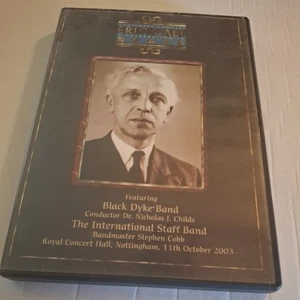 Featuring
Black Dyke Band
Conductor Dr. Nicholas J. Childs
The International Staff Band
Bandmaster Stephen Cobb
Royal Concert Hall, Nottingham, 11th October 2003